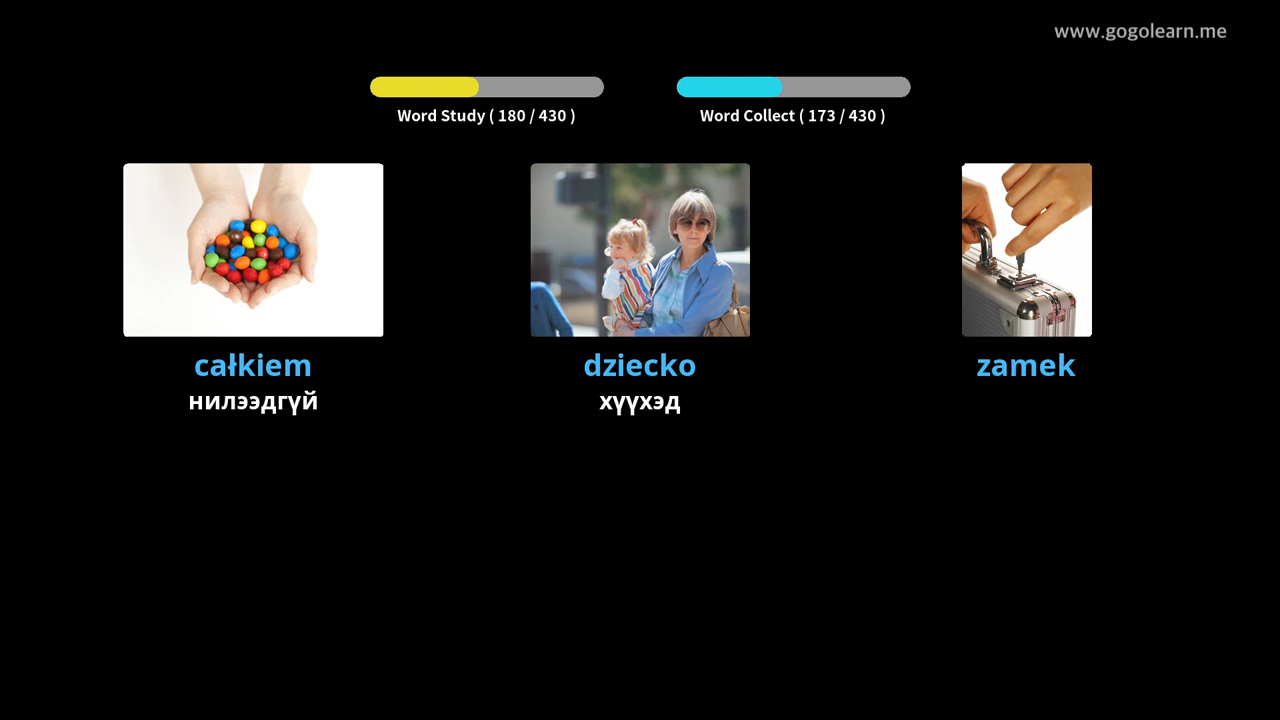 www.gogolearn.me
Word Study ( 180 / 430 )
Word Collect ( 173 / 430 )
całkiem
dziecko
zamek
нилээдгүй
хүүхэд